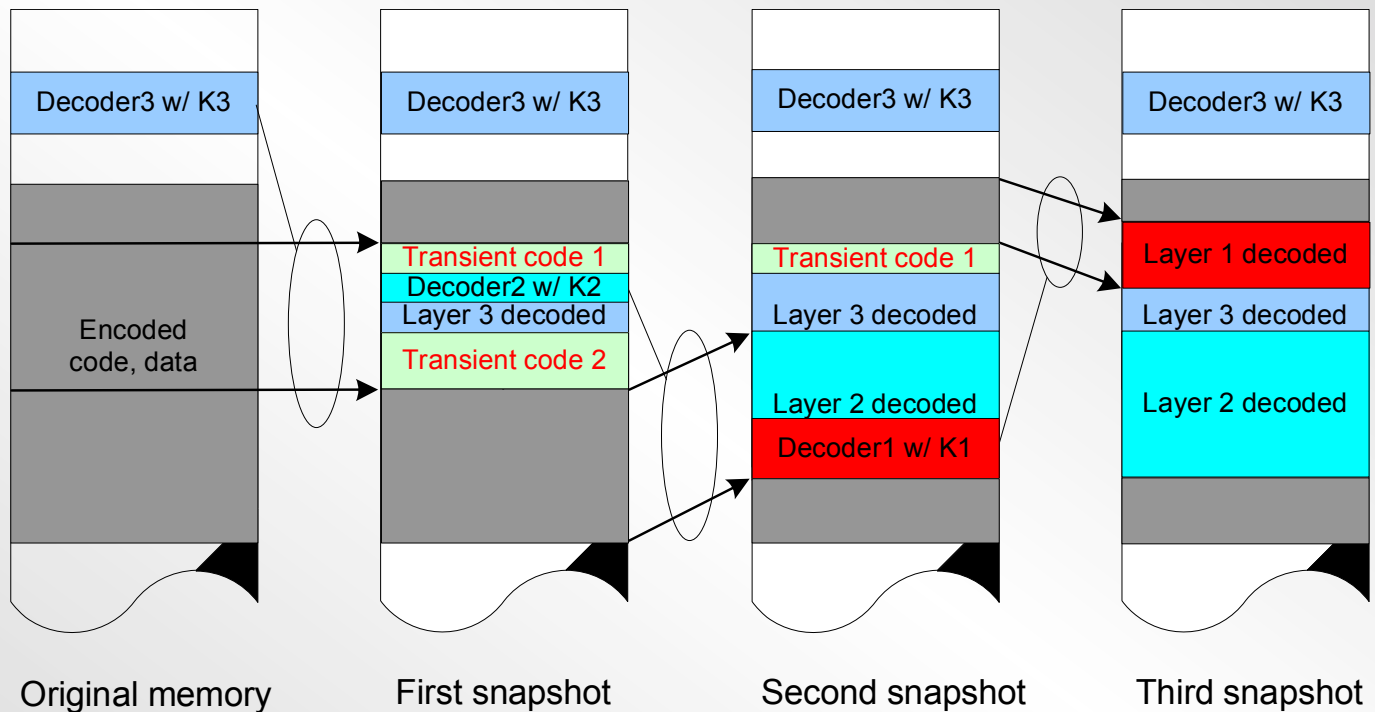 Decoder3 w/ K3
Encoded
code, data
Original memory
Decoder3 w/ K3
Transient code 1
Decoder2 w/ K2
Layer 3 decoded
Transient code 2
First snapshot
Decoder3 w/ K3
Transient code 1
Layer 3 decoded
Layer 2 decoded
Decoder1 w/ K1
Second snapshot
Decoder3 w/ K3
Layer 1 decoded
Layer 3 decoded
Layer 2 decoded
Third snapshot